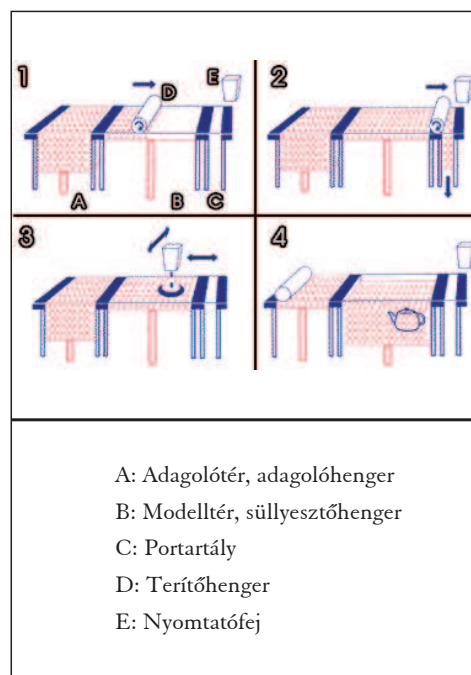 1
D
E
2
A
B
C
3
4
A: Adagolótér, adagolóhenger
B: Modelltér, süllyesztőhenger
C: Portartály
D: Terítőhenger
E: Nyomtatófej